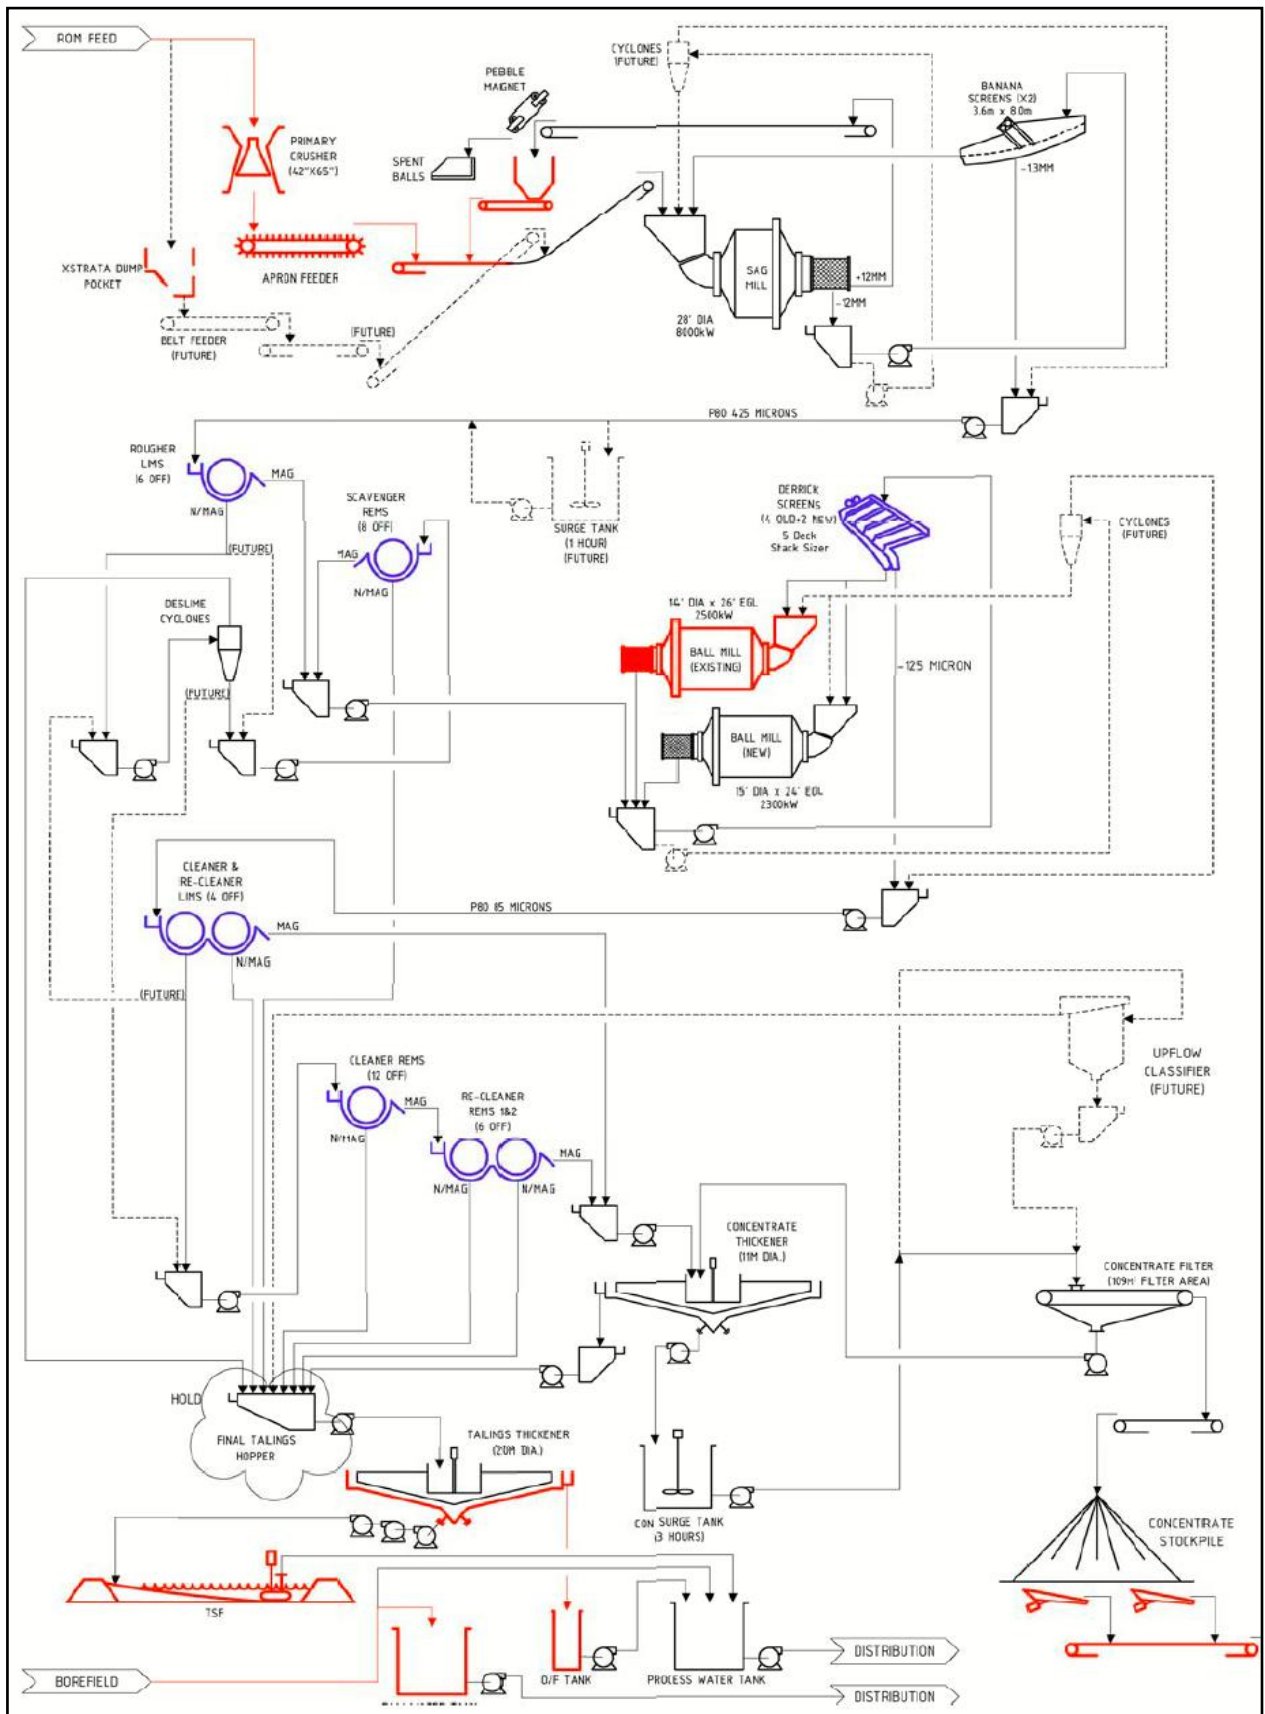 ROM FEED
PRIMARY
CRUSHER
(42"X65")
XSTRATA DUMP
POCKET
APRON FEEDER
BELT FEEDER
(FUTURE)
(FUTURE)
PEBBLE
MAGNET
SPENT
BALLS
CYCLONES
(FUTURE)
BANANA
SCREENS (X2)
3.6m x 8.0m
-13MM
SAG
MILL
+12MM
-12MM
28' DIA
8000kW
P80 425 MICRONS
ROUGHER
LIMS
(6 OFF)
MAG
N/MAG
SCAVENGER
REMS
(8 OFF)
MAG
N/MAG
(FUTURE)
SURGE TANK
(1 HOUR)
(FUTURE)
DERRICK
SCREENS
(4 OLD+2 NEW)
5 Deck
Stack Sizer
CYCLONES
(FUTURE)
DESLIME
CYCLONES
(FUTURE)
14' DIA x 26' EGL
2500kW
BALL MILL
(EXISTING)
-125 MICRON
BALL MILL
(NEW)
15' DIA x 24' EGL
2300kW
CLEANER &
RE-CLEANER
LIMS (4 OFF)
MAG
N/MAG
P80 85 MICRONS
(FUTURE)
CLEANER REMS
(12 OFF)
MAG
N/MAG
RE-CLEANER
REMS 1&2
(6 OFF)
MAG
N/MAG
N/MAG
UPFLOW
CLASSIFIER
(FUTURE)
CONCENTRATE
THICKENER
(11M DIA.)
CONCENTRATE FILTER
(109M² FILTER AREA)
HOLD
FINAL TAILINGS
HOPPER
TAILINGS THICKENER
(20M DIA.)
CON SURGE TANK
(3 HOURS)
CONCENTRATE
STOCKPILE
TSF
O/F TANK
PROCESS WATER TANK
DISTRIBUTION
BOREFIELD
DISTRIBUTION